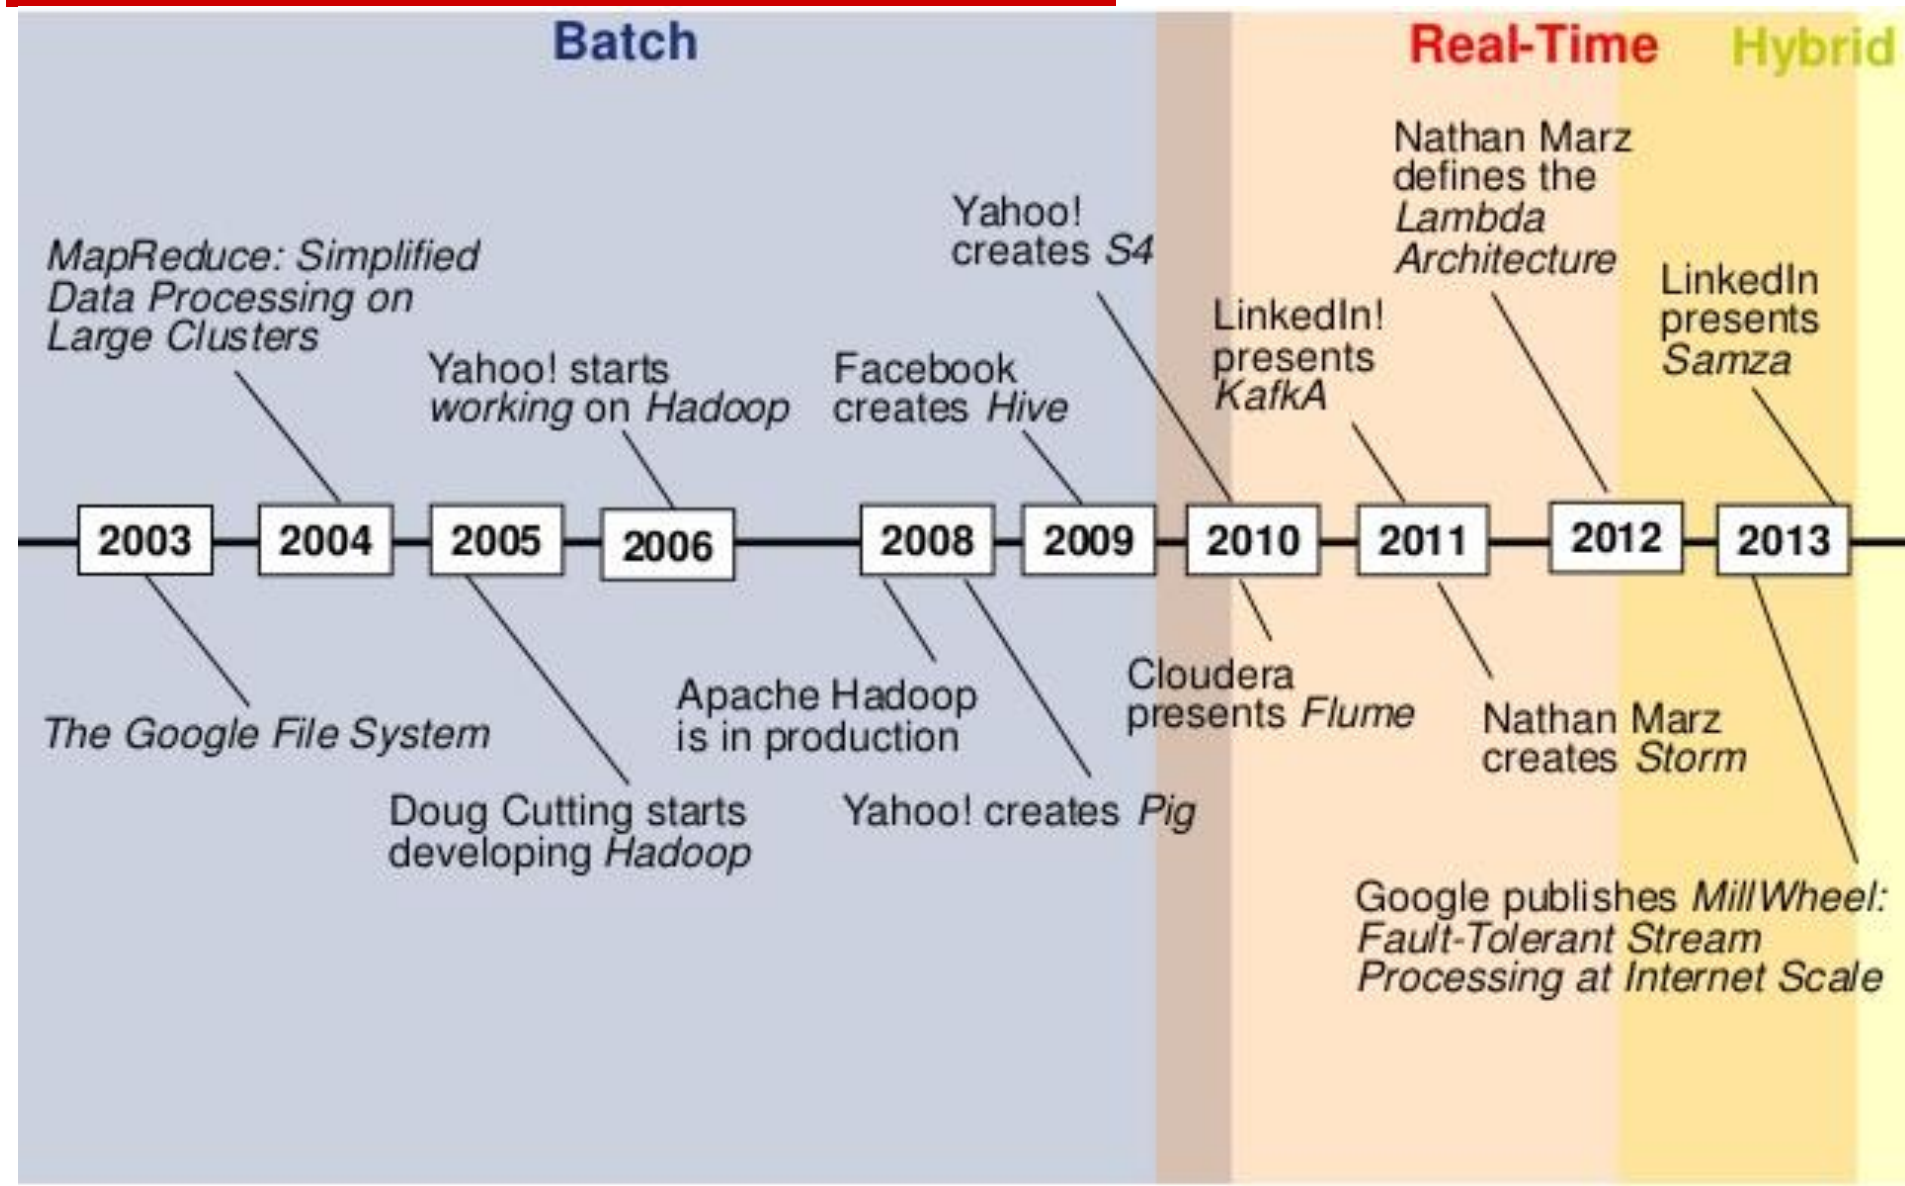 Batch
Real-Time
Hybrid
Nathan Marz
defines the
Lambda
Architecture
Yahoo!
creates S4
MapReduce: Simplified
Data Processing on
Large Clusters
LinkedIn
presents
Samza
LinkedIn!
presents
KafkA
Yahoo! starts
working on Hadoop
Facebook
creates Hive
2003
2004
2005
2006
2008
2009
2010
2011
2012
2013
The Google File System
Apache Hadoop
is in production
Cloudera
presents Flume
Nathan Marz
creates Storm
Doug Cutting starts
developing Hadoop
Yahoo! creates Pig
Google publishes MillWheel:
Fault-Tolerant Stream
Processing at Internet Scale